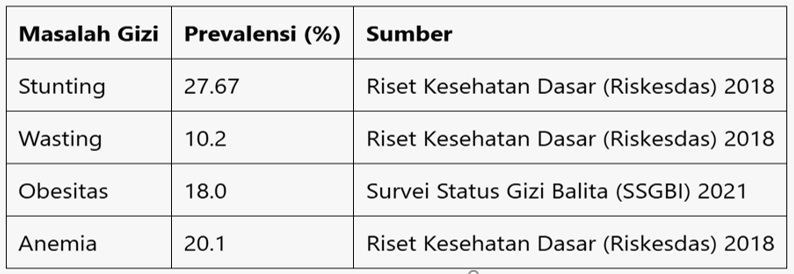 Masalah Gizi Prevalensi (%) Sumber
Stunting 27.67 Riset Kesehatan Dasar (Riskesdas) 2018
Wasting 10.2 Riset Kesehatan Dasar (Riskesdas) 2018
Obesitas 18.0 Survei Status Gizi Balita (SSGBI) 2021
Anemia 20.1 Riset Kesehatan Dasar (Riskesdas) 2018